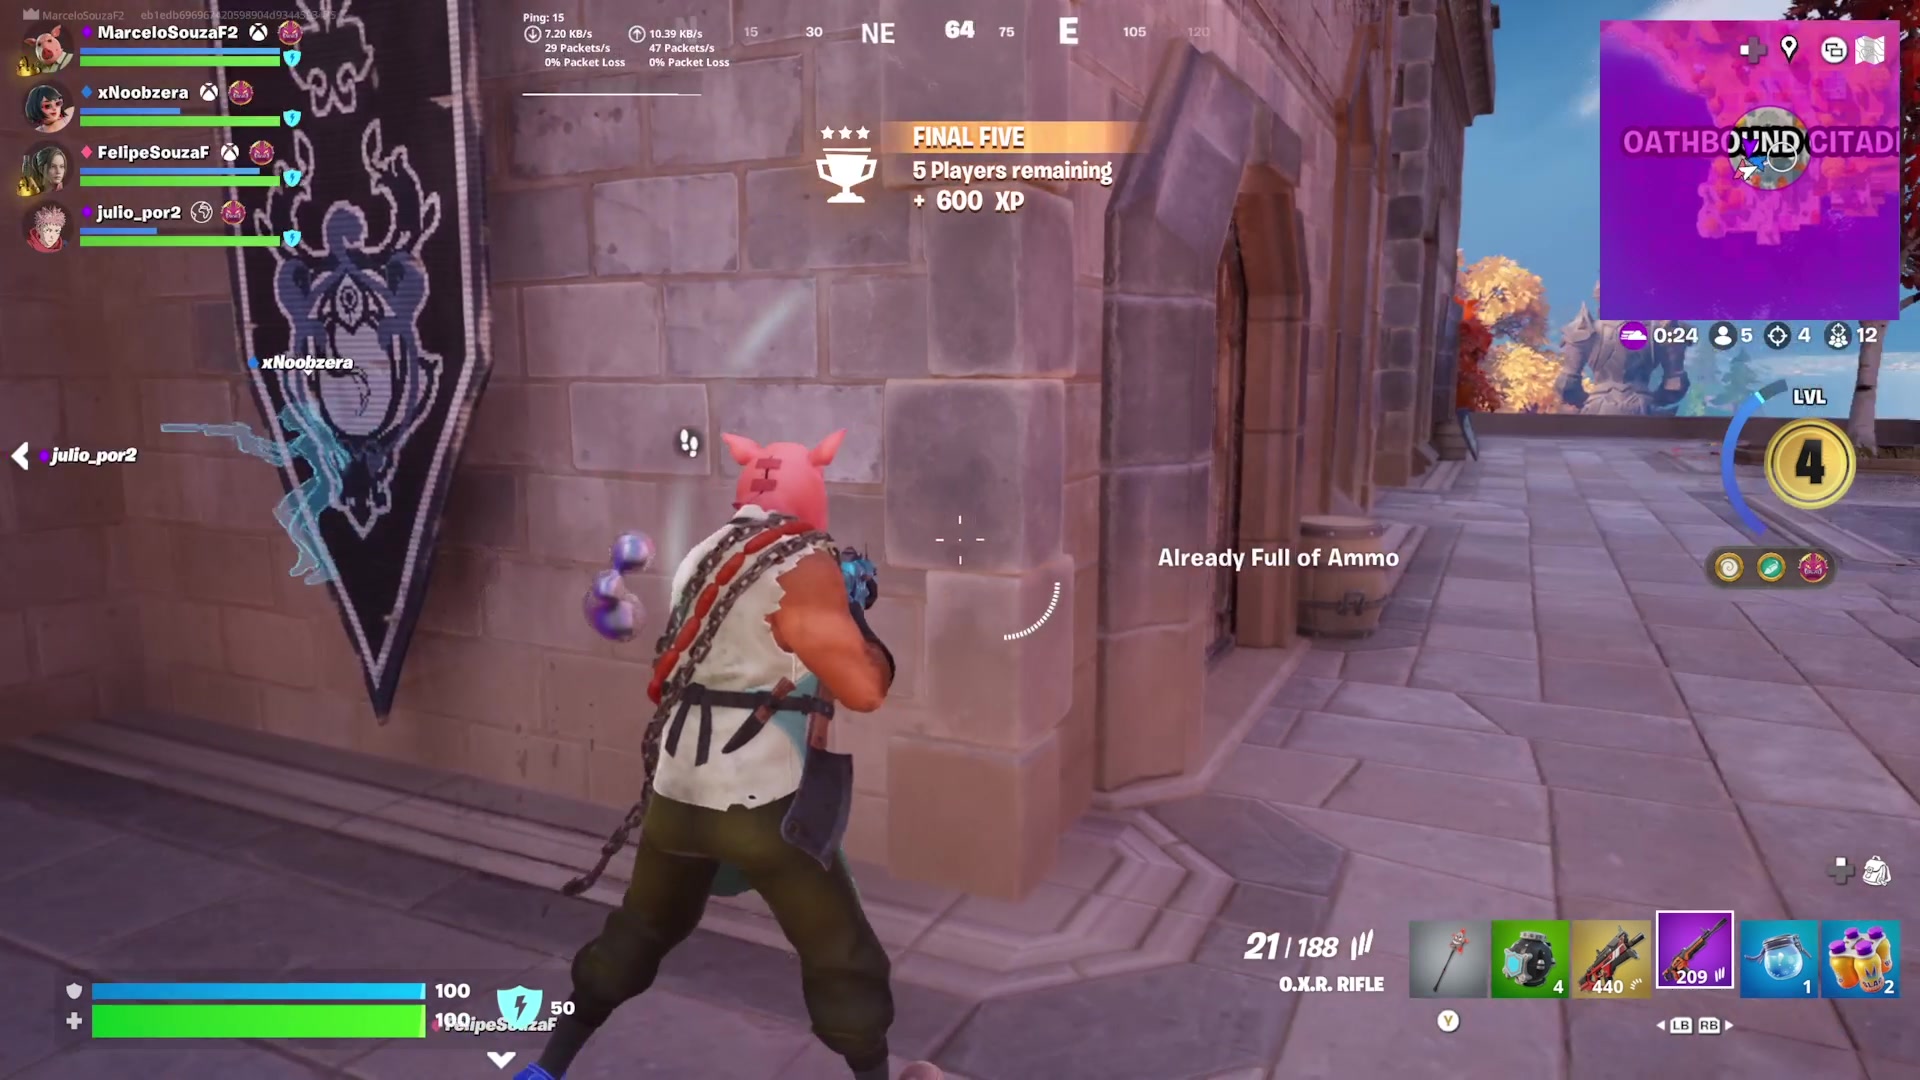 MarceloSouzaF2
MarceloSouzaF2
xNoobzera
FelipeSouzaF
julio_por2
Ping: 15
7.20 KB/s
10.39 KB/s
29 Packets/s
47 Packets/s
0% Packet Loss
0% Packet Loss
15
30
NE
64
75
E
105
120
FINAL FIVE
5 Players remaining
+ 600 XP
OATHBOUND CITADE
0:24
5
4
12
LVL
4
xNoobzera
julio_por2
Already Full of Ammo
21 / 188
O.X.R. RIFLE
4
440
209
1
2
Y
LB
RB
100
100
50
FelipeSouzaF